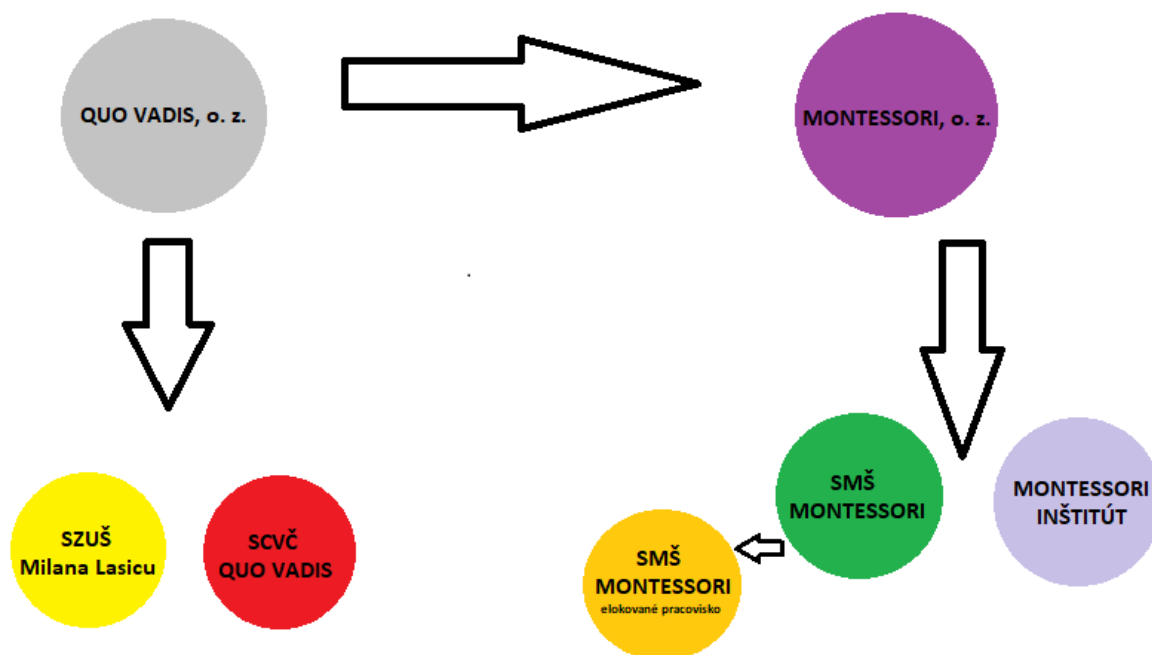 QUO VADIS, o. z.
MONTESSORI, o. z.
SZUŠ
Milana Lasicu
SCVČ
QUO VADIS
SMŠ
MONTESSORI
elokované pracovisko
SMŠ
MONTESSORI
MONTESSORI
INŠTITÚT